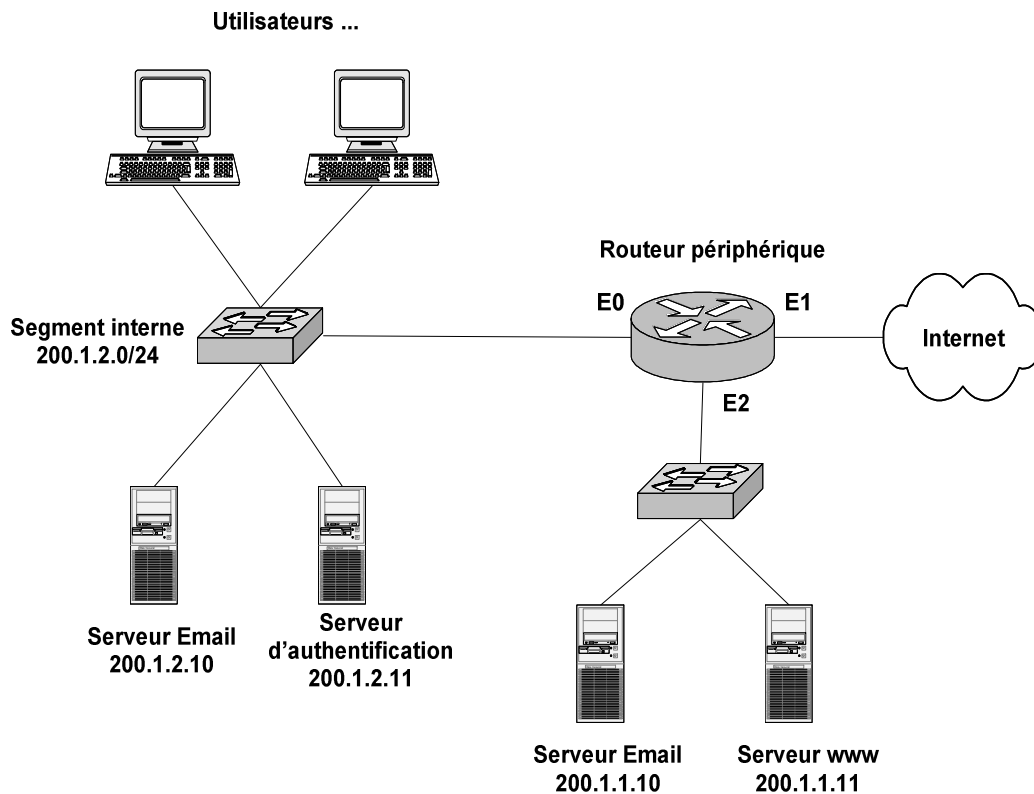 Utilisateurs ...
Routeur périphérique
E0
E1
Segment interne
200.1.2.0/24
Internet
E2
Serveur Email
200.1.2.10
Serveur
d'authentification
200.1.2.11
Serveur Email
200.1.1.10
Serveur www
200.1.1.11